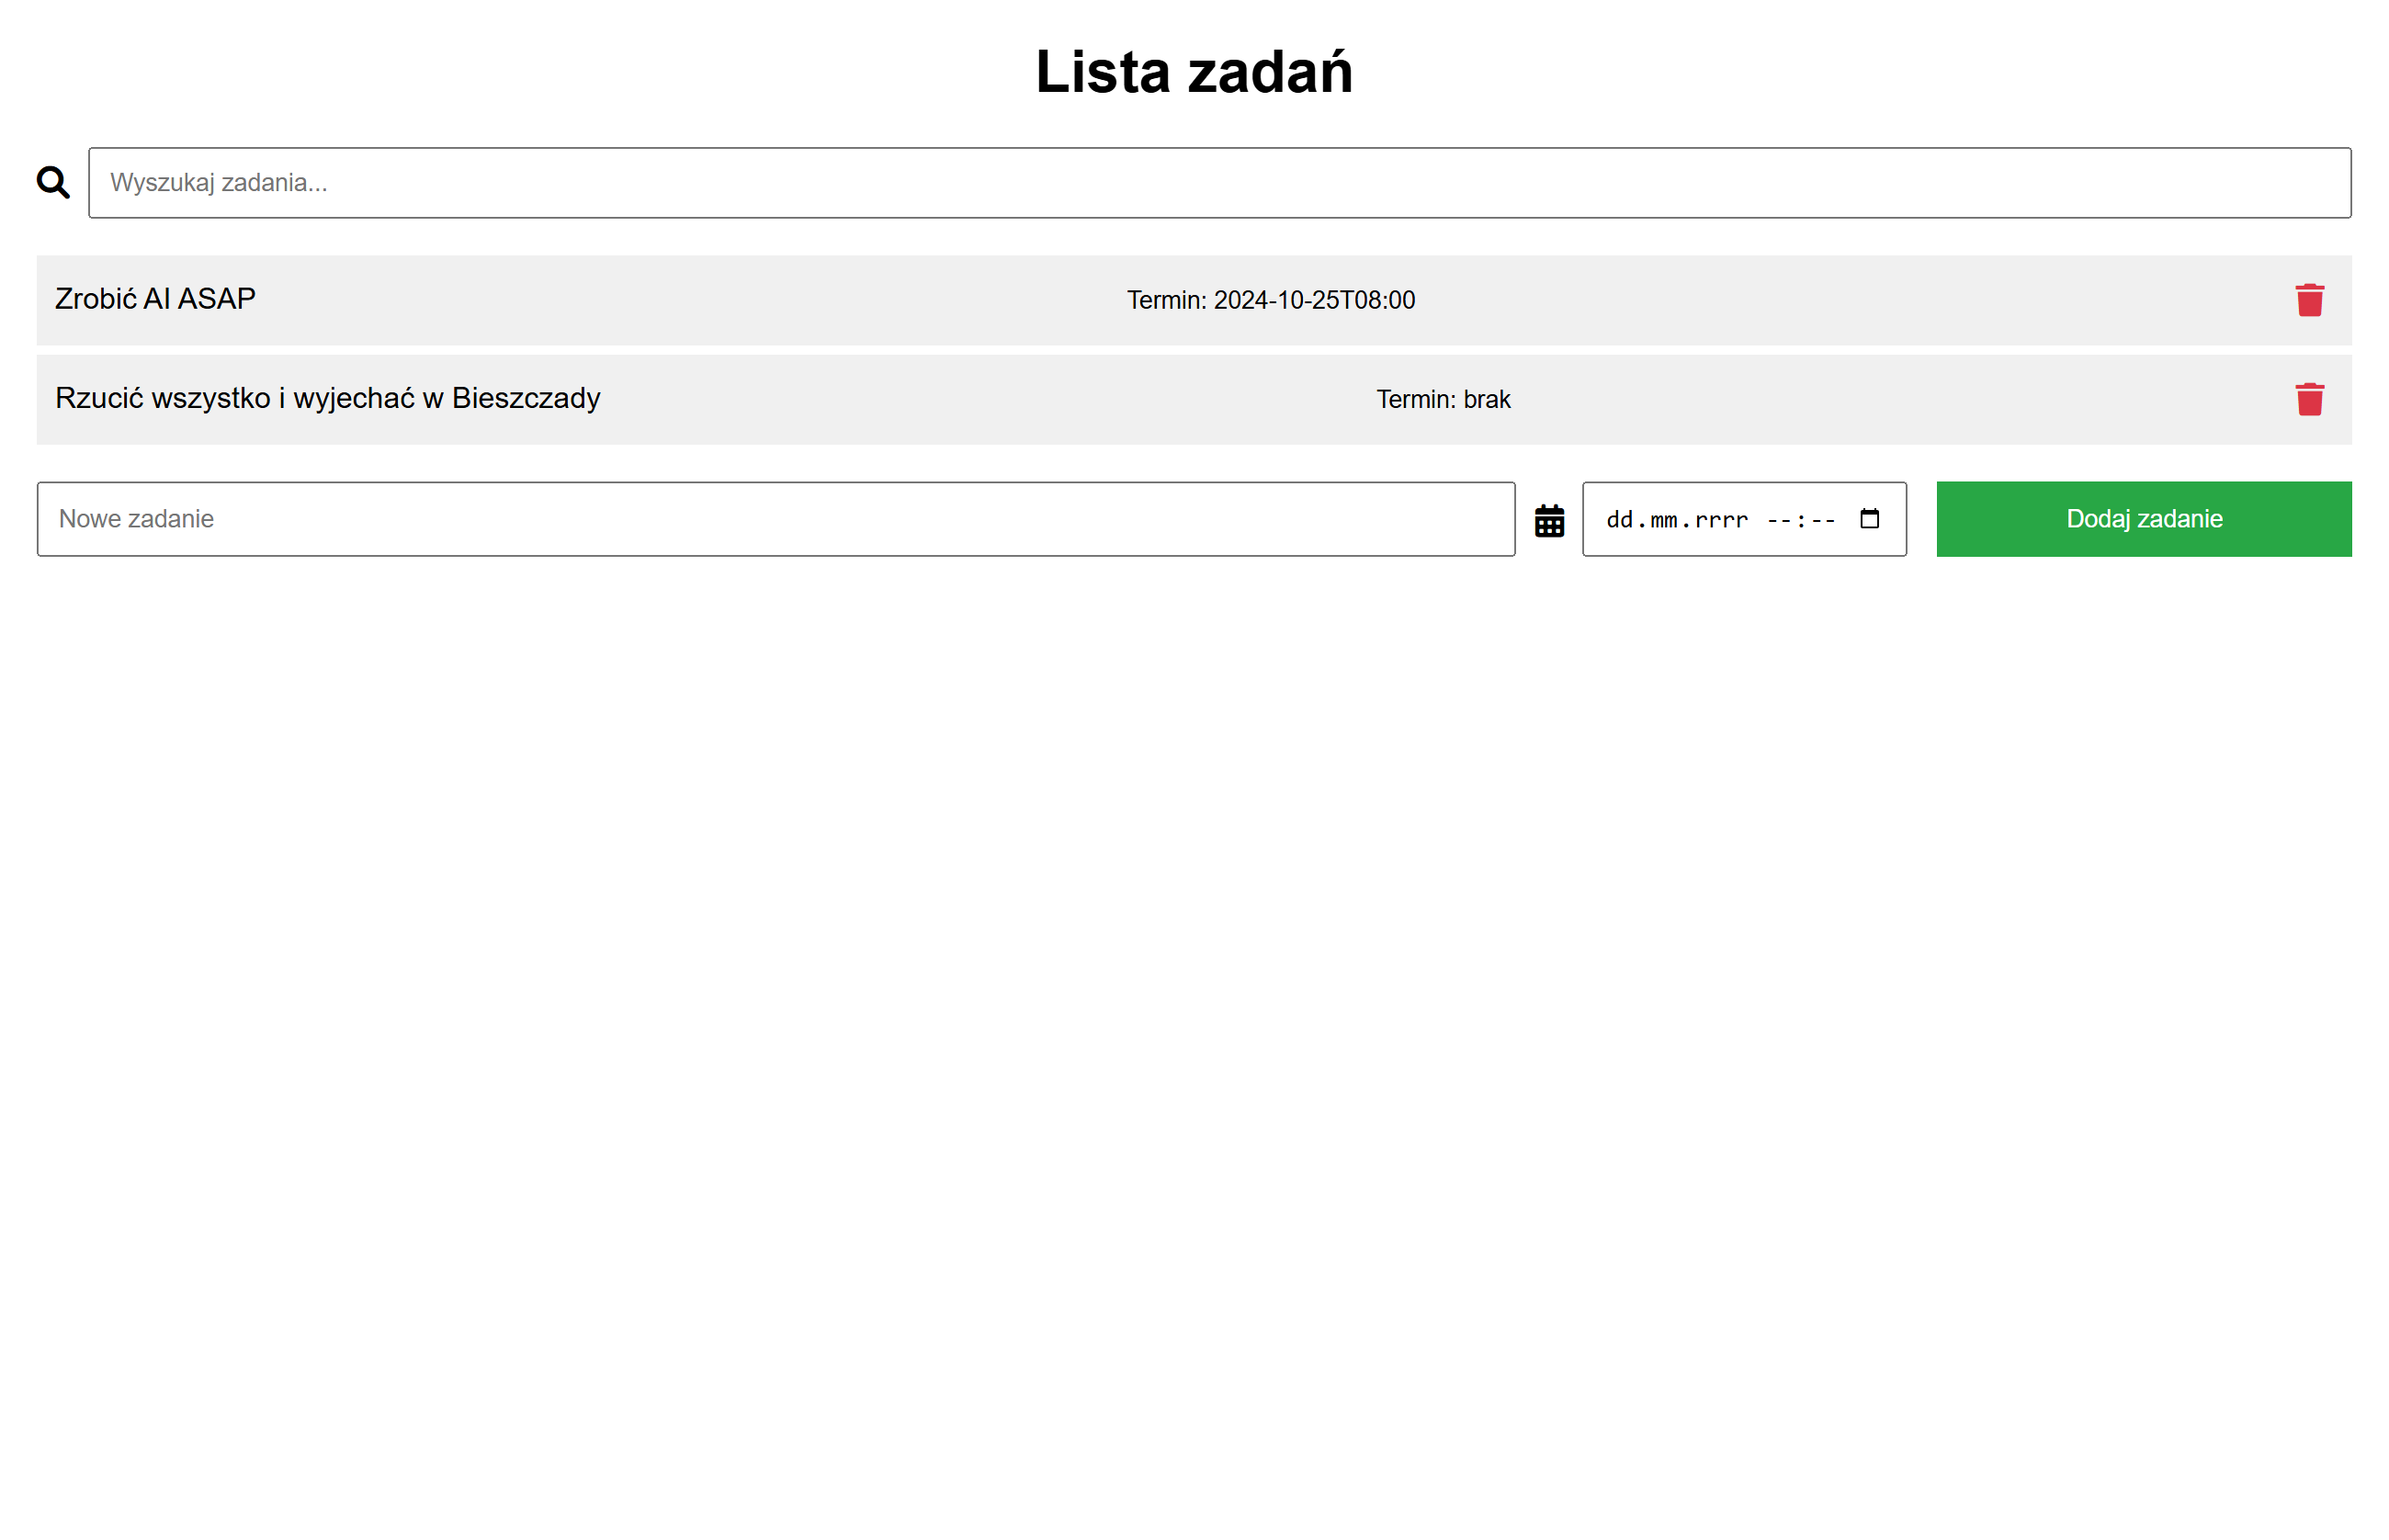 Lista zadań
Wyszukaj zadania...
Zrobić AI ASAP Termin: 2024-10-25T08:00
Rzucić wszystko i wyjechać w Bieszczady Termin: brak
Nowe zadanie dd.mm.rrrr --:-- Dodaj zadanie